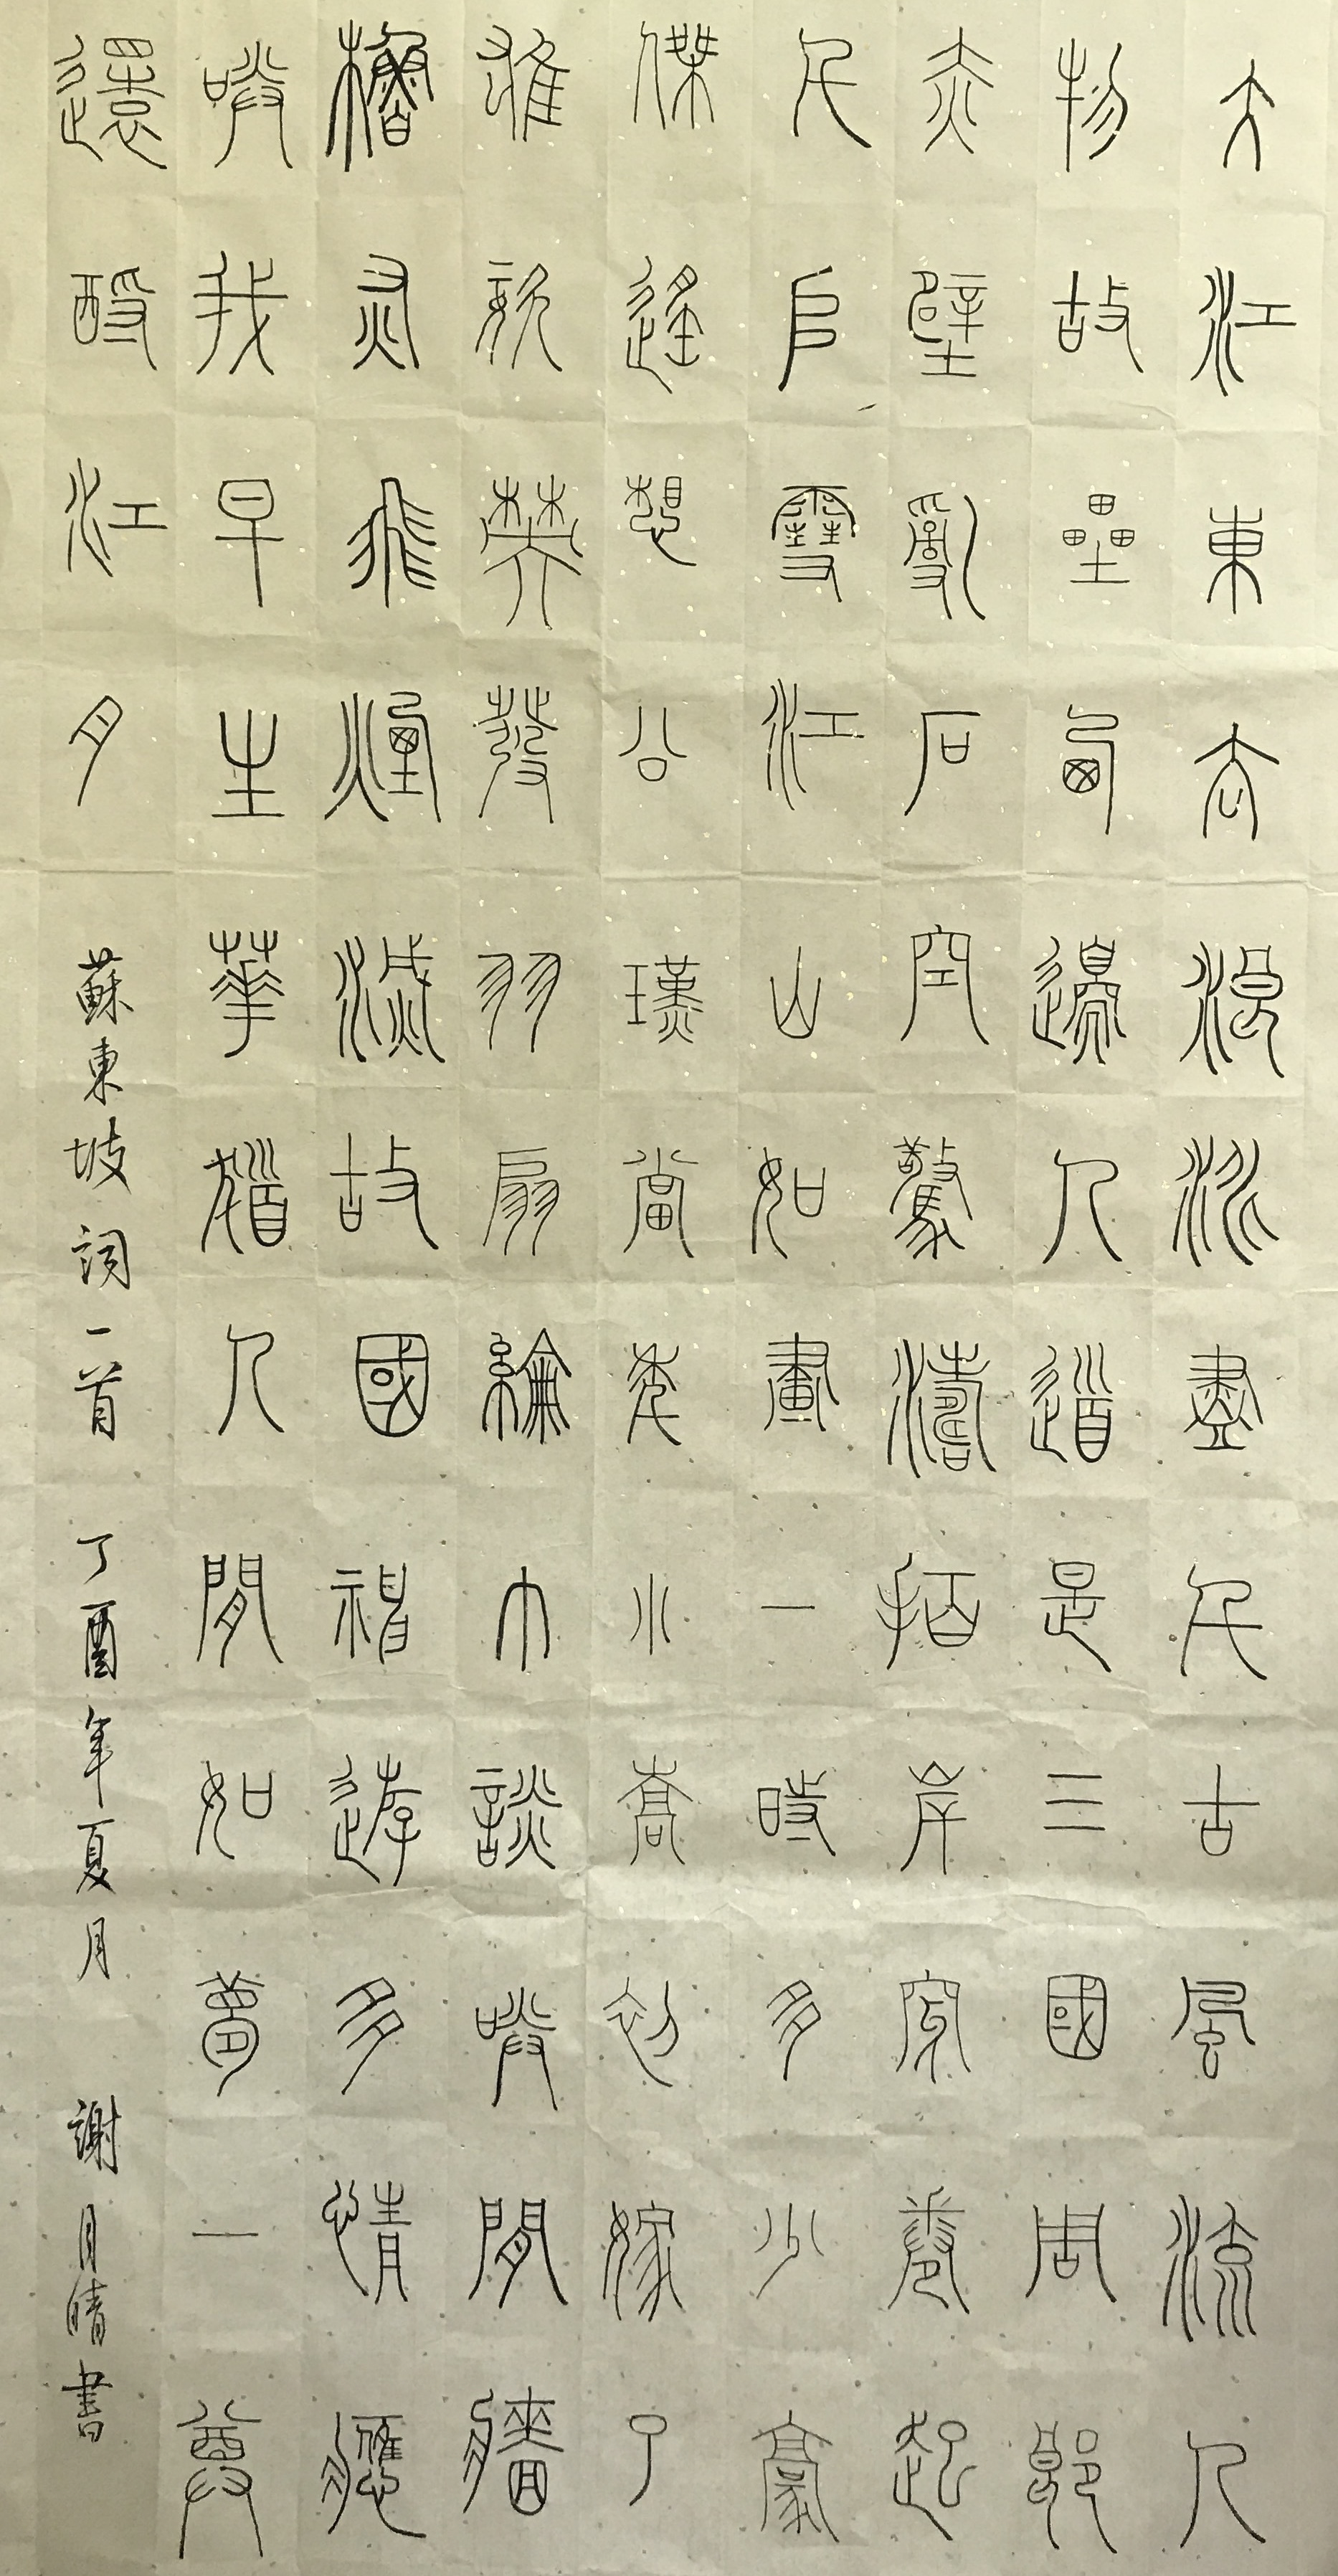 大江東去浪淘盡千古風流人
物故壘西邊人道是三國周郎
赤壁亂石空驚濤拍岸穿卷起
千堆雪江山如畫一時多少豪
傑遙想公瑾當年小喬初嫁了
雄姿英發羽扇綸巾談笑間艢
櫓灰飛煙滅故國神遊多情應
笑我早生華髮人間如夢一尊
還酹江月 蘇東坡詞一首 丁酉年夏月 謝月晴書